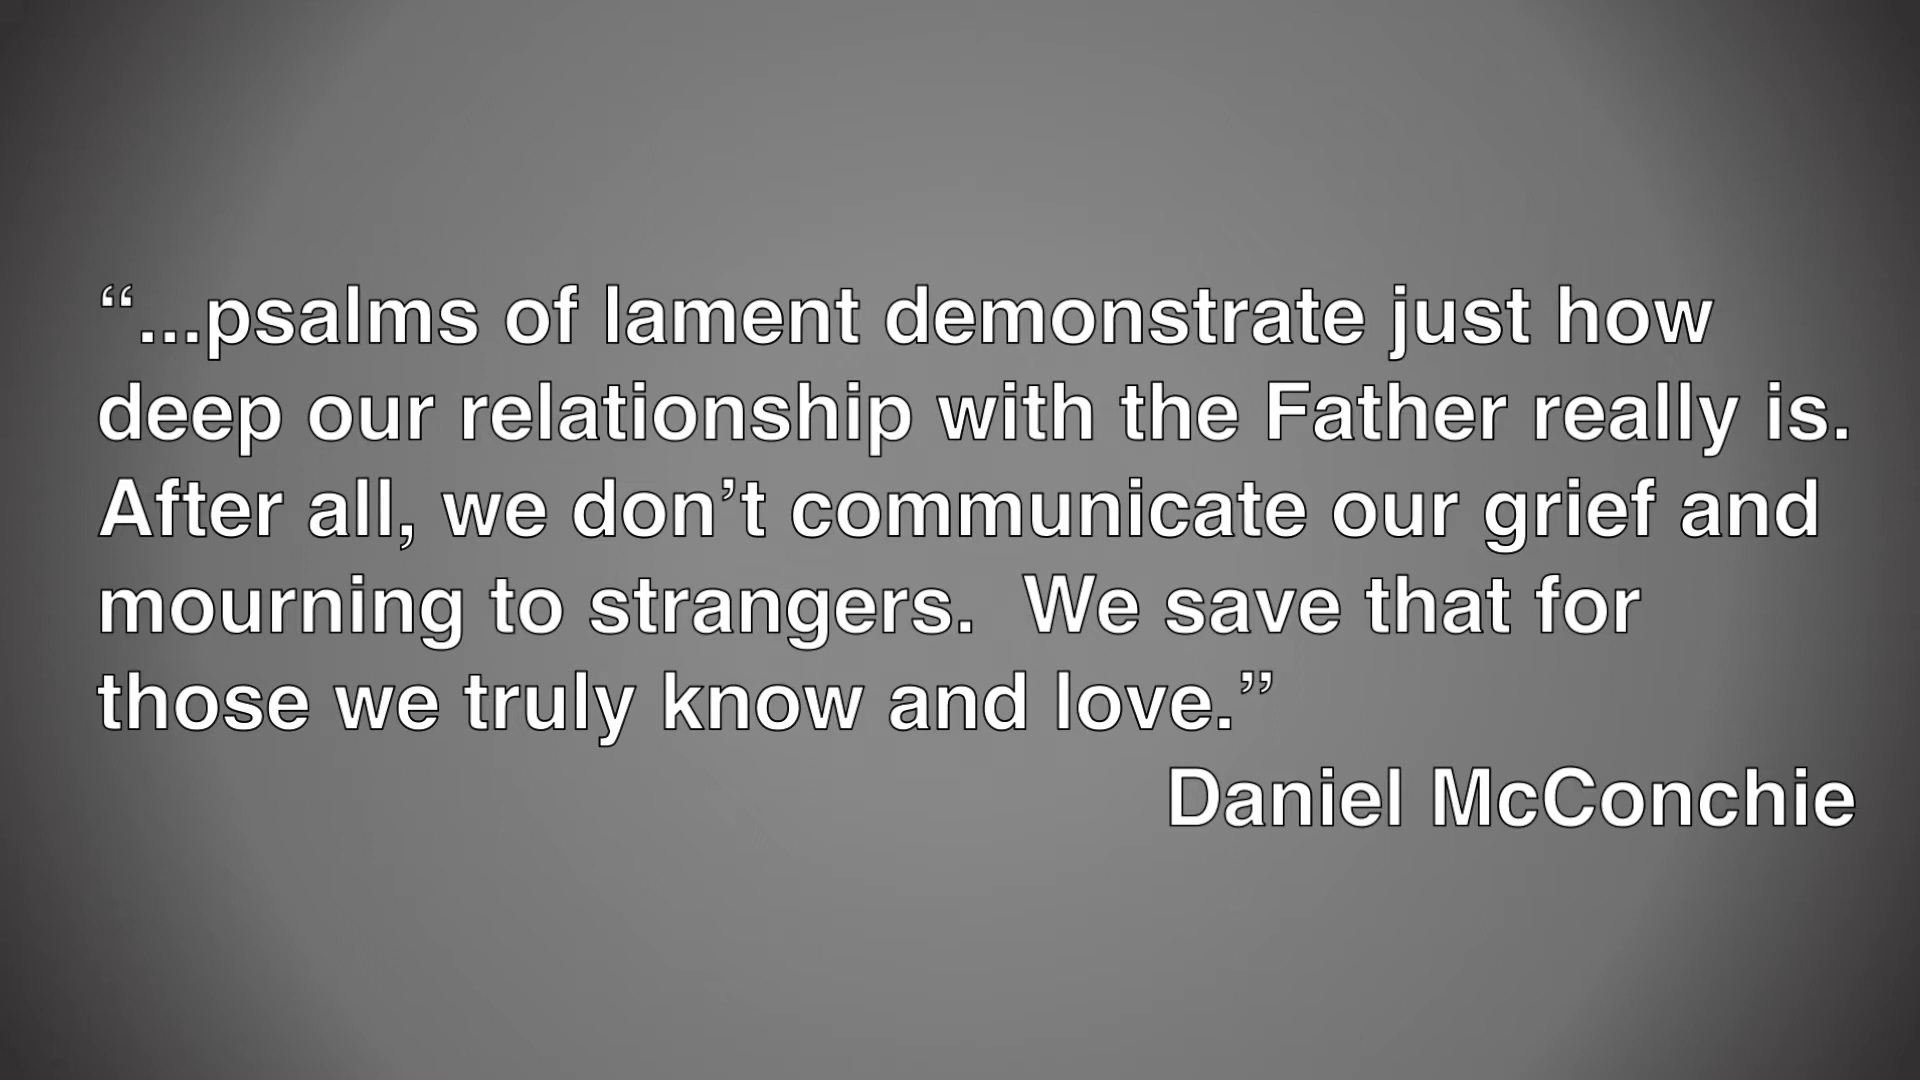 “...psalms of lament demonstrate just how
deep our relationship with the Father really is.
After all, we don’t communicate our grief and
mourning to strangers.  We save that for
those we truly know and love.”
Daniel McConchie